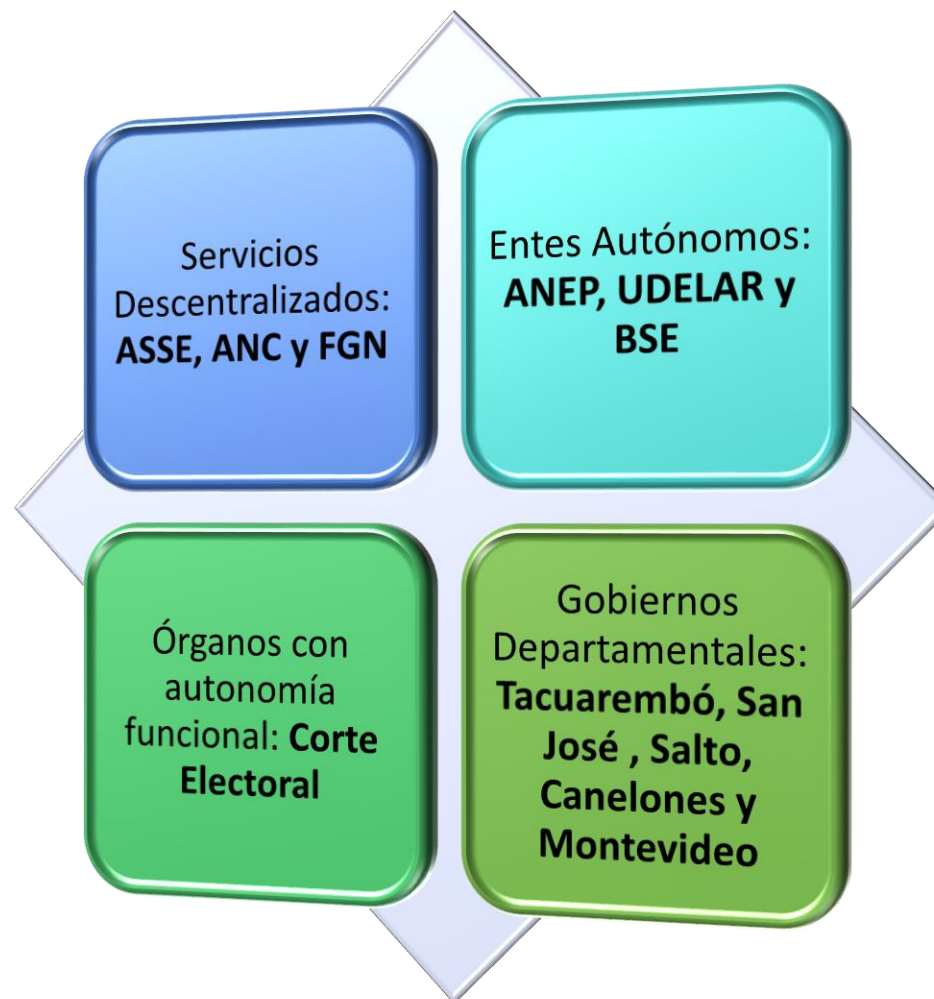 Servicios
Descentralizados:
ASSE, ANC y FGN
Entes Autónomos:
ANEP, UDELAR y
BSE
Órganos con
autonomía
funcional: Corte
Electoral
Gobiernos
Departamentales:
Tacuarembó, San
José , Salto,
Canelones y
Montevideo